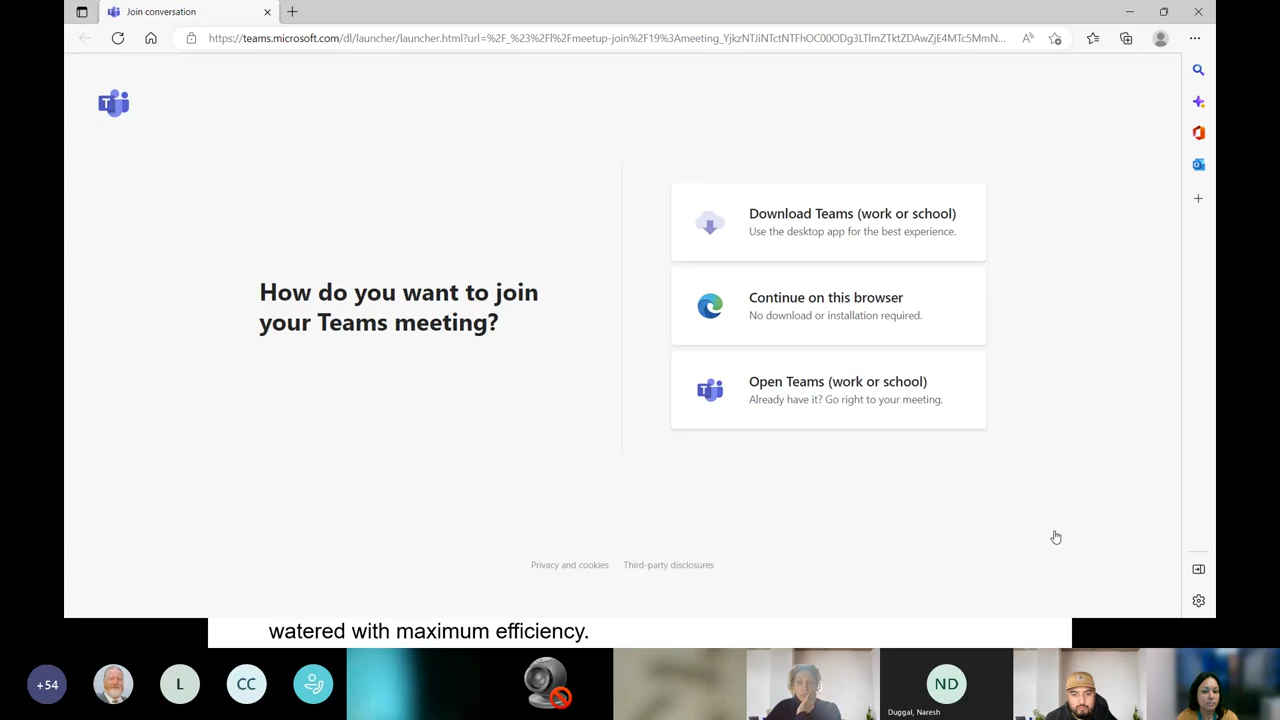 Join conversation
https://teams.microsoft.com/dl/launcher/launcher.html?url=%2F_%23%2Fl%2Fmeetup-join%2F19%3Ameeting_YjkzNTJiNTctNTFhOC00ODg3LTlmZTktZDAwZjE4MTc5MmN...
T
Download Teams (work or school)
Use the desktop app for the best experience.
How do you want to join
your Teams meeting?
Continue on this browser
No download or installation required.
T
Open Teams (work or school)
Already have it? Go right to your meeting.
Privacy and cookies Third-party disclosures
watered with maximum efficiency.
+54 L CC ND
Duggal, Naresh